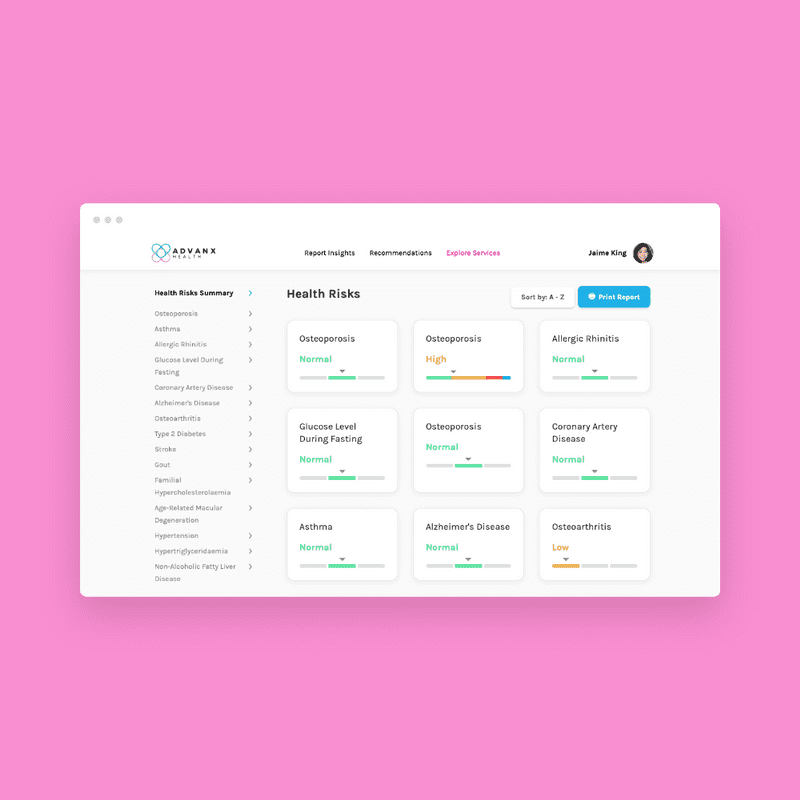 ADVANX
HEALTH
Report Insights
Recommendations
Explore Services
Jaime King
Health Risks Summary
Osteoporosis
Asthma
Allergic Rhinitis
Glucose Level During
Fasting
Coronary Artery Disease
Alzheimer's Disease
Osteoarthritis
Type 2 Diabetes
Stroke
Gout
Familial
Hypercholesterolaemia
Age-Related Macular
Degeneration
Hypertension
Hypertriglyceridaemia
Non-Alcoholic Fatty Liver
Disease
Health Risks
Sort by: A - Z
Print Report
Osteoporosis
Normal
Osteoporosis
High
Allergic Rhinitis
Normal
Glucose Level
During Fasting
Normal
Osteoporosis
Normal
Coronary Artery
Disease
Normal
Asthma
Normal
Alzheimer's Disease
Normal
Osteoarthritis
Low